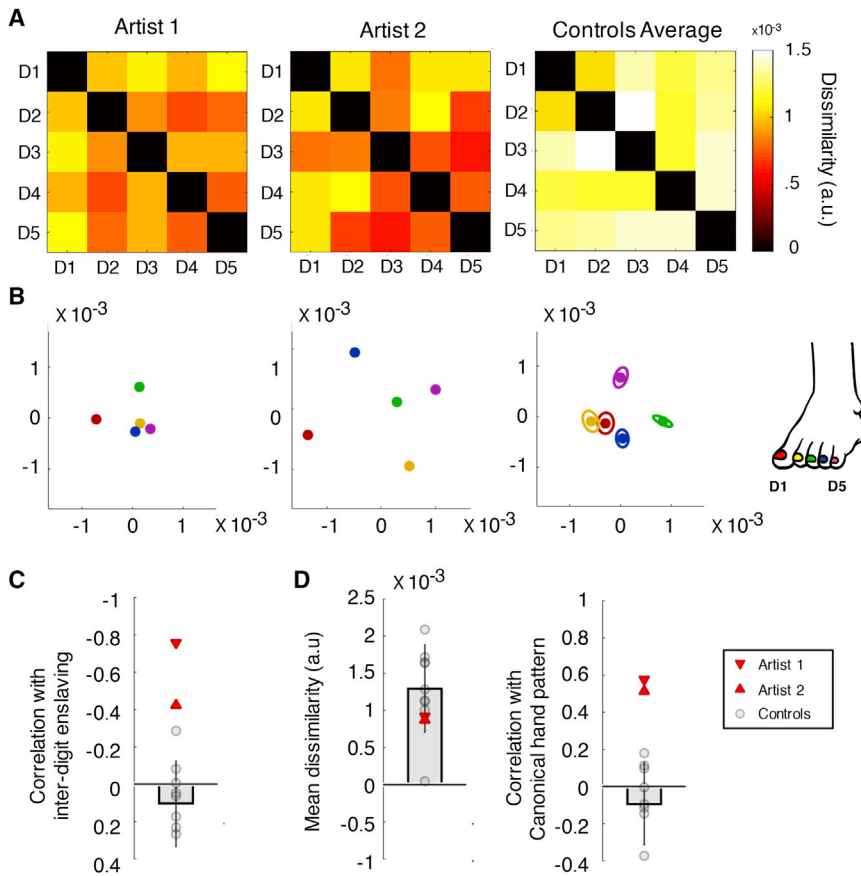 A
Artist 1
Artist 2
Controls Average
×10⁻³
D1
D2
D3
D4
D5
D1 D2 D3 D4 D5
D1
D2
D3
D4
D5
D1 D2 D3 D4 D5
D1
D2
D3
D4
D5
D1 D2 D3 D4 D5
1.5
1
.5
0
Dissimilarity (a.u.)
B
X 10⁻³
1
0
-1
-1 0 1 X 10⁻³
X 10⁻³
1
0
-1
-1 0 1 X 10⁻³
X 10⁻³
1
0
-1
-1 0 1 X 10⁻³
D1 D5
C
-1
-0.8
-0.6
-0.4
-0.2
0
0.2
0.4
Correlation with
inter-digit enslaving
D
X 10⁻³
2.5
2
1.5
1
0.5
0
-0.5
-1
Mean dissimilarity (a.u)
1
0.8
0.6
0.4
0.2
0
-0.2
-0.4
Correlation with
Canonical hand pattern
Artist 1
Artist 2
Controls